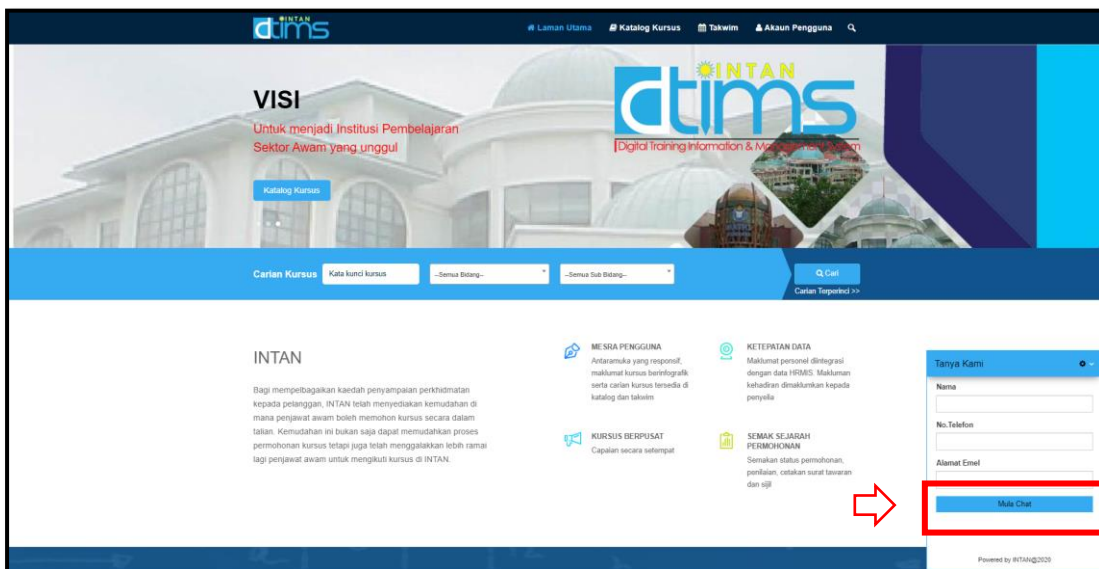 INTAN
dtims
Laman Utama
Katalog Kursus
Takwim
Akaun Pengguna
VISI
Untuk menjadi Institusi Pembelajaran
Sektor Awam yang unggul
Katalog Kursus
INTAN
dtims
Digital Training Information & Management System
Carian Kursus
Kata kunci kursus
--Semua Bidang--
--Semua Sub Bidang--
Cari
Carian Terperinci >>
INTAN
Bagi mempelbagaikan kaedah penyampaian perkhidmatan
kepada pelanggan, INTAN telah menyediakan kemudahan di
mana penjawat awam boleh memohon kursus secara dalam
talian. Kemudahan ini bukan saja dapat memudahkan proses
permohonan kursus tetapi juga telah menggalakkan lebih ramai
lagi penjawat awam untuk mengikuti kursus di INTAN.
MESRA PENGGUNA
Antaramuka yang responsif,
maklumat kursus berinfografik
serta carian kursus tersedia di
katalog dan takwim
KETEPATAN DATA
Maklumat personel diintegrasi
dengan data HRMIS. Makluman
kehadiran dimaklumkan kepada
penyelia
KURSUS BERPUSAT
Capaian secara setempat
SEMAK SEJARAH
PERMOHONAN
Semakan status permohonan,
penilaian, cetakan surat tawaran
dan sijil
Tanya Kami
Nama
No.Telefon
Alamat Emel
Mula Chat
Powered by INTAN@2020